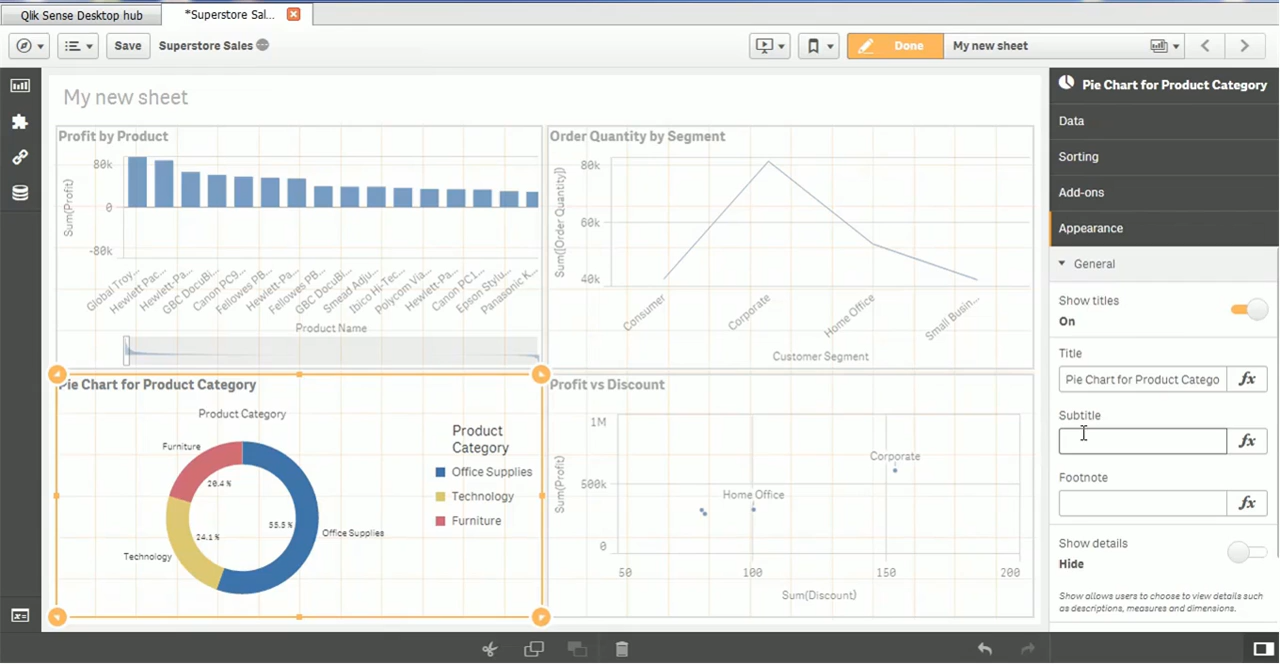 Qlik Sense Desktop hub
*Superstore Sal...
Save
Superstore Sales
Done
My new sheet
My new sheet
Profit by Product
Sum(Profit)
80k
0
-80k
Global Troy...
Hewlett Pac...
Hewlett-Pa...
GBC DocuBi...
Canon PC9...
Fellowes PB...
Hewlett-Pa...
Fellowes PB...
GBC DocuBi...
Smead Adju...
Ibico Hi-Tec...
Polycom Via...
Hewlett-Pa...
Canon PC1...
Epson Stylu...
Panasonic K...
Product Name
Order Quantity by Segment
Sum([Order Quantity])
80k
60k
40k
Consumer
Corporate
Home Office
Small Busin...
Customer Segment
Pie Chart for Product Category
Product Category
Furniture
20.4 %
24.1 %
55.5 %
Office Supplies
Technology
Product
Category
Office Supplies
Technology
Furniture
Profit vs Discount
Sum(Profit)
1M
500k
0
Corporate
Home Office
50
100
150
200
Sum(Discount)
Pie Chart for Product Category
Data
Sorting
Add-ons
Appearance
General
Show titles
On
Title
Pie Chart for Product Catego
fx
Subtitle
fx
Footnote
fx
Show details
Hide
Show allows users to choose to view details such
as descriptions, measures and dimensions.